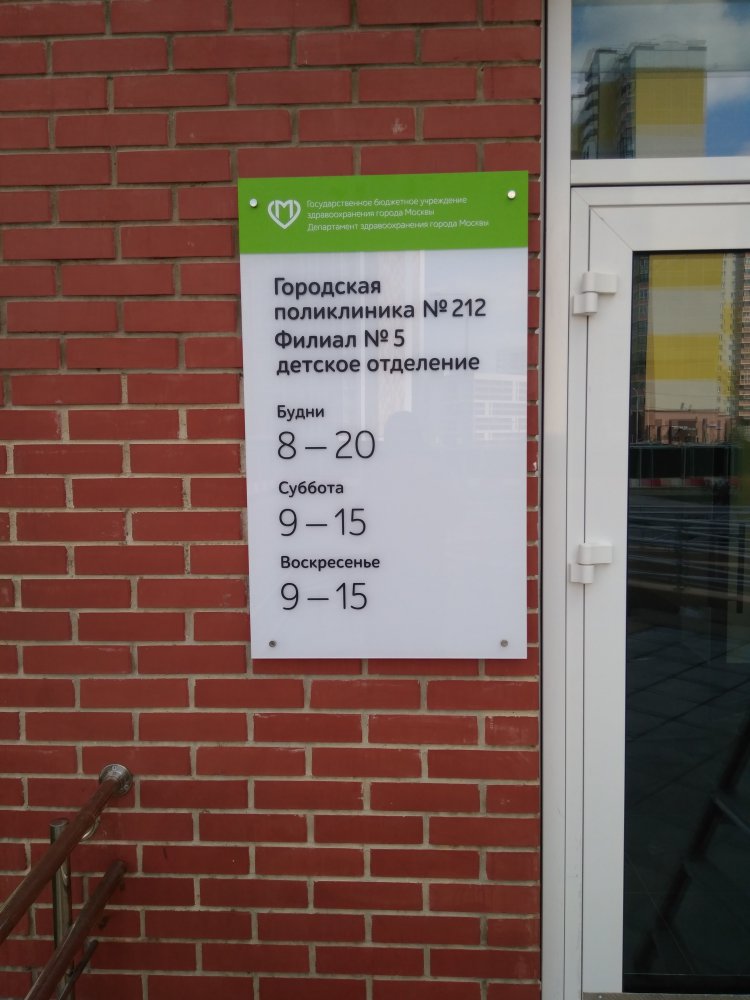 Государственное бюджетное учреждение
здравоохранения города Москвы
Департамент здравоохранения города Москвы
Городская
поликлиника № 212
Филиал № 5
детское отделение
Будни
8 – 20
Суббота
9 – 15
Воскресенье
9 – 15